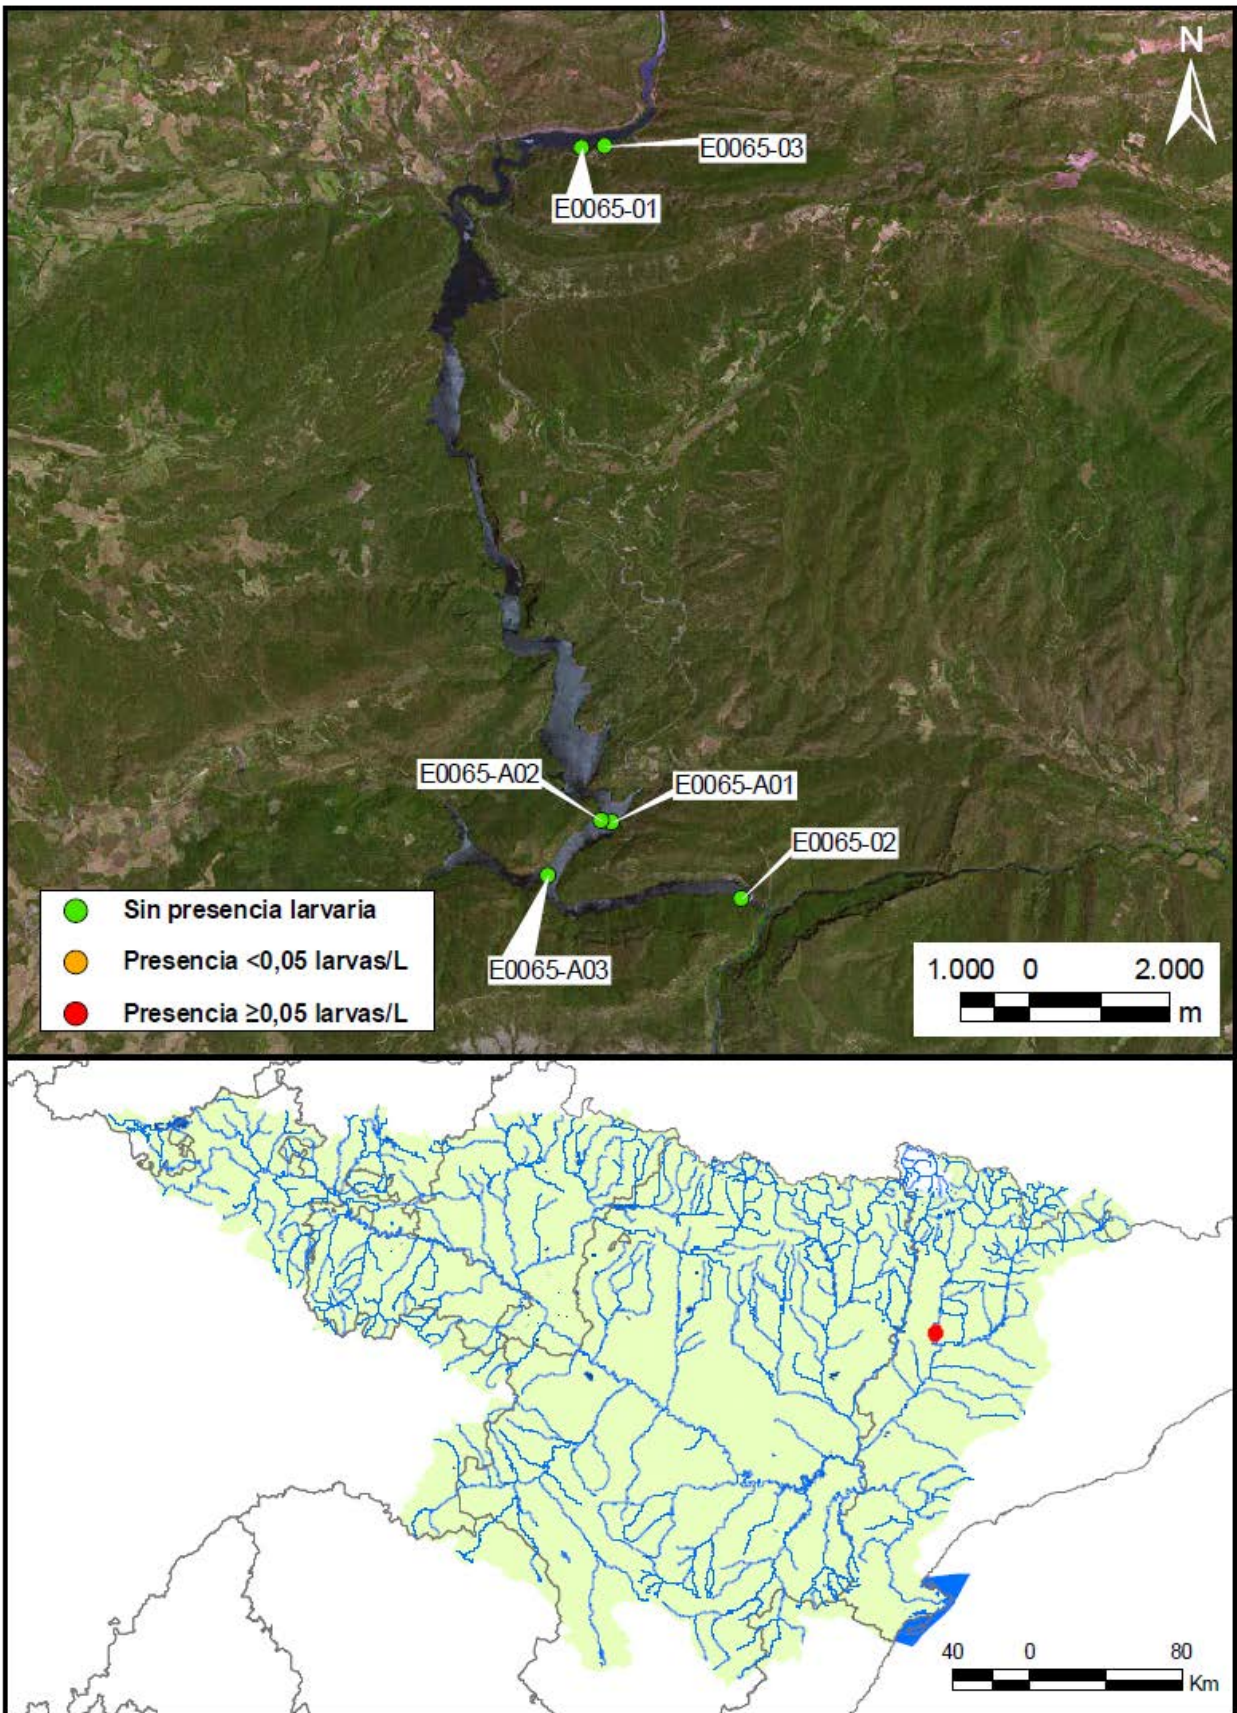 N
E0065-03
E0065-01
E0065-A02
E0065-A01
E0065-02
E0065-A03
Sin presencia larvaria
Presencia <0,05 larvas/L
Presencia ≥0,05 larvas/L
1.000 0 2.000
m
40 0 80
Km